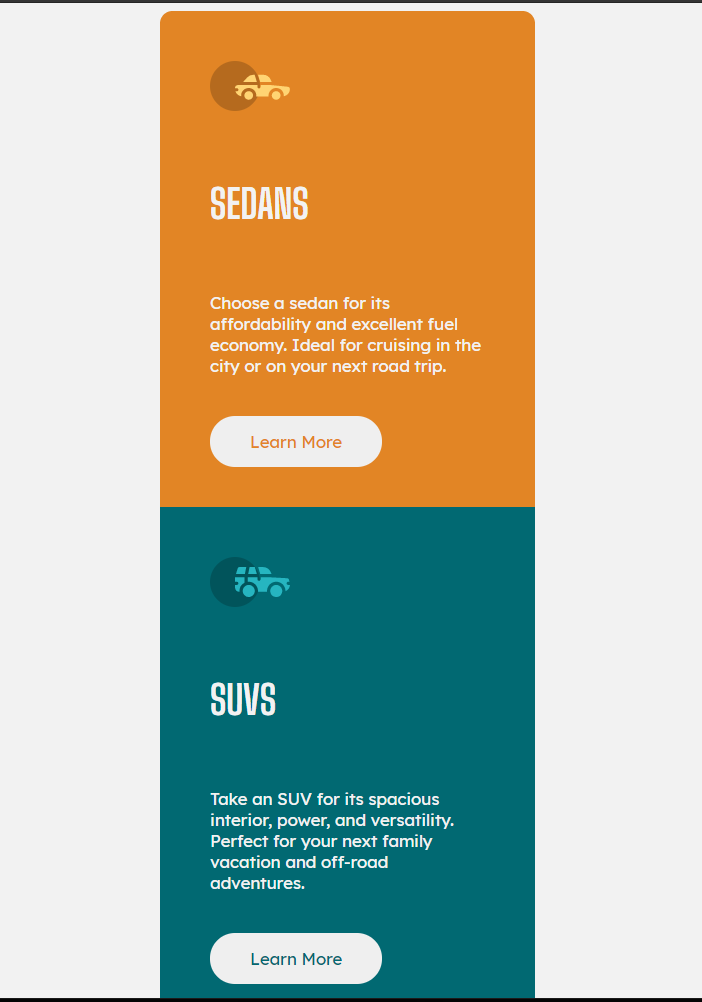 SEDANS
Choose a sedan for its
affordability and excellent fuel
economy. Ideal for cruising in the
city or on your next road trip.
Learn More
SUVS
Take an SUV for its spacious
interior, power, and versatility.
Perfect for your next family
vacation and off-road
adventures.
Learn More